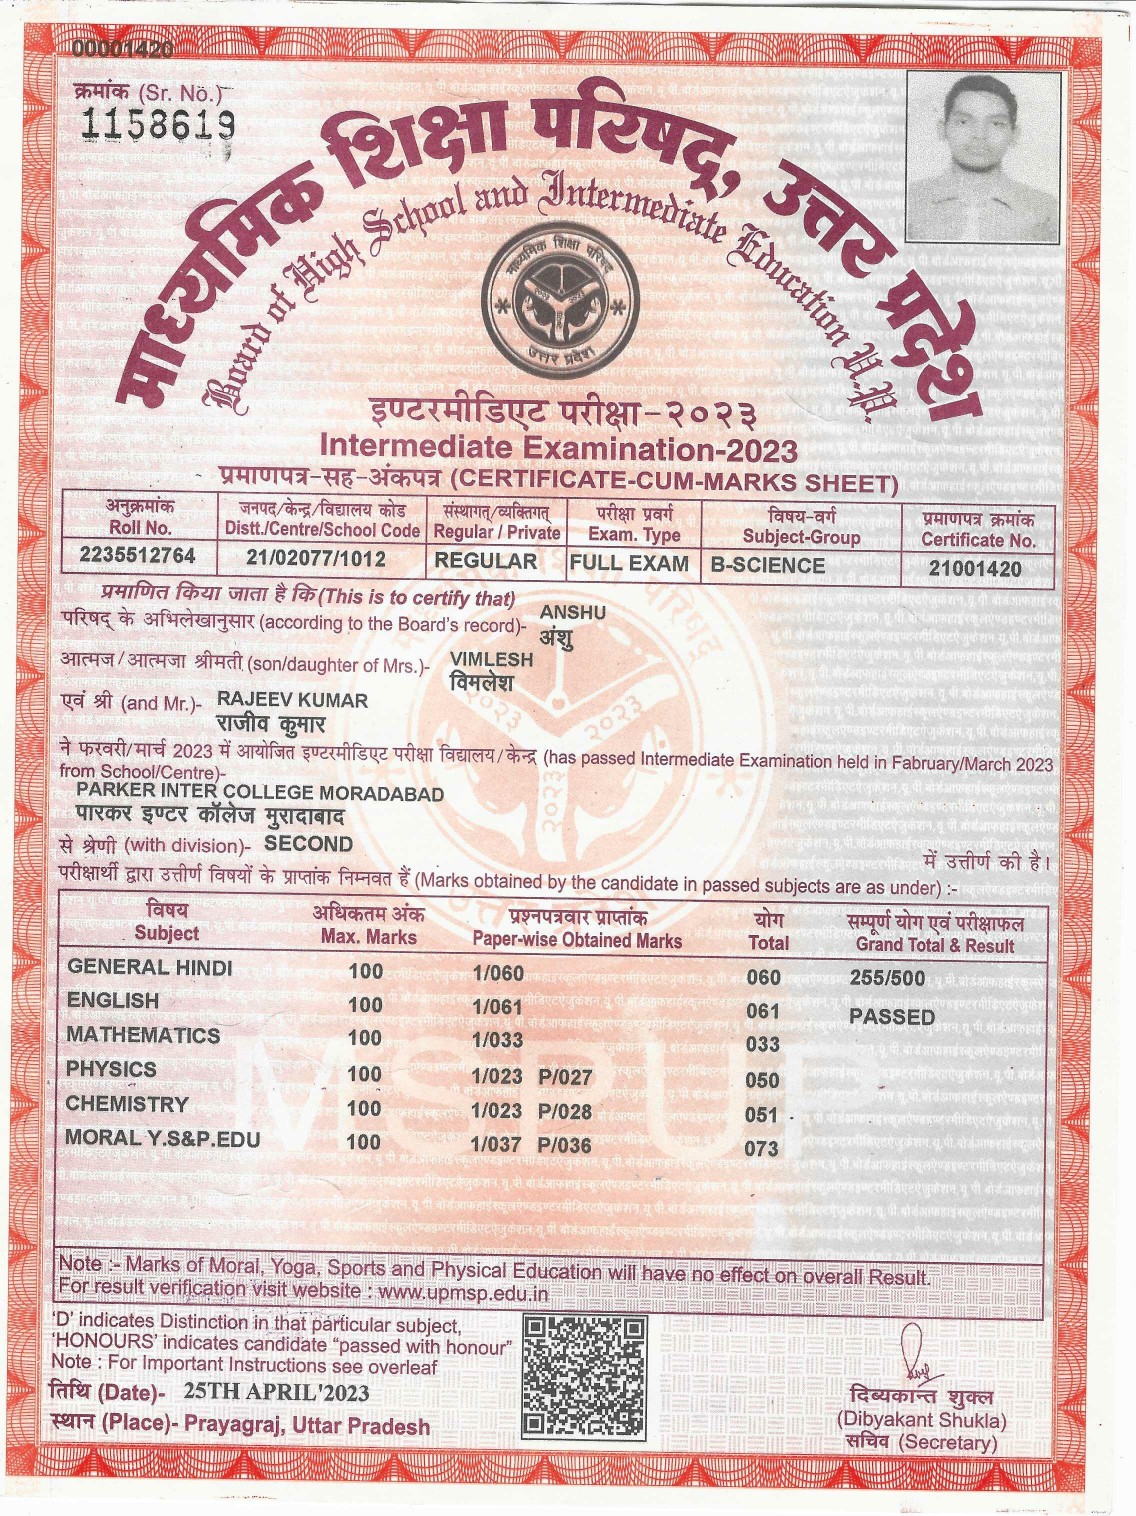 00001420
क्रमांक (Sr. No.)
1158619
माध्यमिक शिक्षा परिषद्, उत्तर प्रदेश
Board of High School and Intermediate Education U.P.
माध्यमिक शिक्षा परिषद्
उत्तर प्रदेश
इण्टरमीडिएट परीक्षा-२०२३
Intermediate Examination-2023
प्रमाणपत्र-सह-अंकपत्र (CERTIFICATE-CUM-MARKS SHEET)
अनुक्रमांक जनपद/केन्द्र/विद्यालय कोड संस्थागत्/व्यक्तिगत् परीक्षा प्रवर्ग विषय-वर्ग प्रमाणपत्र क्रमांक
Roll No. Distt./Centre/School Code Regular / Private Exam. Type Subject-Group Certificate No.
2235512764 21/02077/1012 REGULAR FULL EXAM B-SCIENCE 21001420
प्रमाणित किया जाता है कि (This is to certify that) ANSHU
परिषद् के अभिलेखानुसार (according to the Board's record)- अंशु
आत्मज/आत्मजा श्रीमती (son/daughter of Mrs.)- VIMLESH
विमलेश
एवं श्री (and Mr.)- RAJEEV KUMAR
राजीव कुमार
ने फरवरी/मार्च 2023 में आयोजित इण्टरमीडिएट परीक्षा विद्यालय/केन्द्र (has passed Intermediate Examination held in Fabruary/March 2023
from School/Centre)-
PARKER INTER COLLEGE MORADABAD
पारकर इण्टर कॉलेज मुरादाबाद
से श्रेणी (with division)- SECOND में उत्तीर्ण की है।
परीक्षार्थी द्वारा उत्तीर्ण विषयों के प्राप्तांक निम्नवत हैं (Marks obtained by the candidate in passed subjects are as under) :-
विषय अधिकतम अंक प्रश्नपत्रवार प्राप्तांक योग सम्पूर्ण योग एवं परीक्षाफल
Subject Max. Marks Paper-wise Obtained Marks Total Grand Total & Result
GENERAL HINDI 100 1/060 060 255/500
ENGLISH 100 1/061 061 PASSED
MATHEMATICS 100 1/033 033
PHYSICS 100 1/023 P/027 050
CHEMISTRY 100 1/023 P/028 051
MORAL Y.S&P.EDU 100 1/037 P/036 073
MSPUP
Note :- Marks of Moral, Yoga, Sports and Physical Education will have no effect on overall Result.
For result verification visit website : www.upmsp.edu.in
'D' indicates Distinction in that particular subject,
'HONOURS' indicates candidate "passed with honour"
Note : For Important Instructions see overleaf
तिथि (Date)- 25TH APRIL'2023
स्थान (Place)- Prayagraj, Uttar Pradesh
दिब्यकान्त शुक्ल
(Dibyakant Shukla)
सचिव (Secretary)